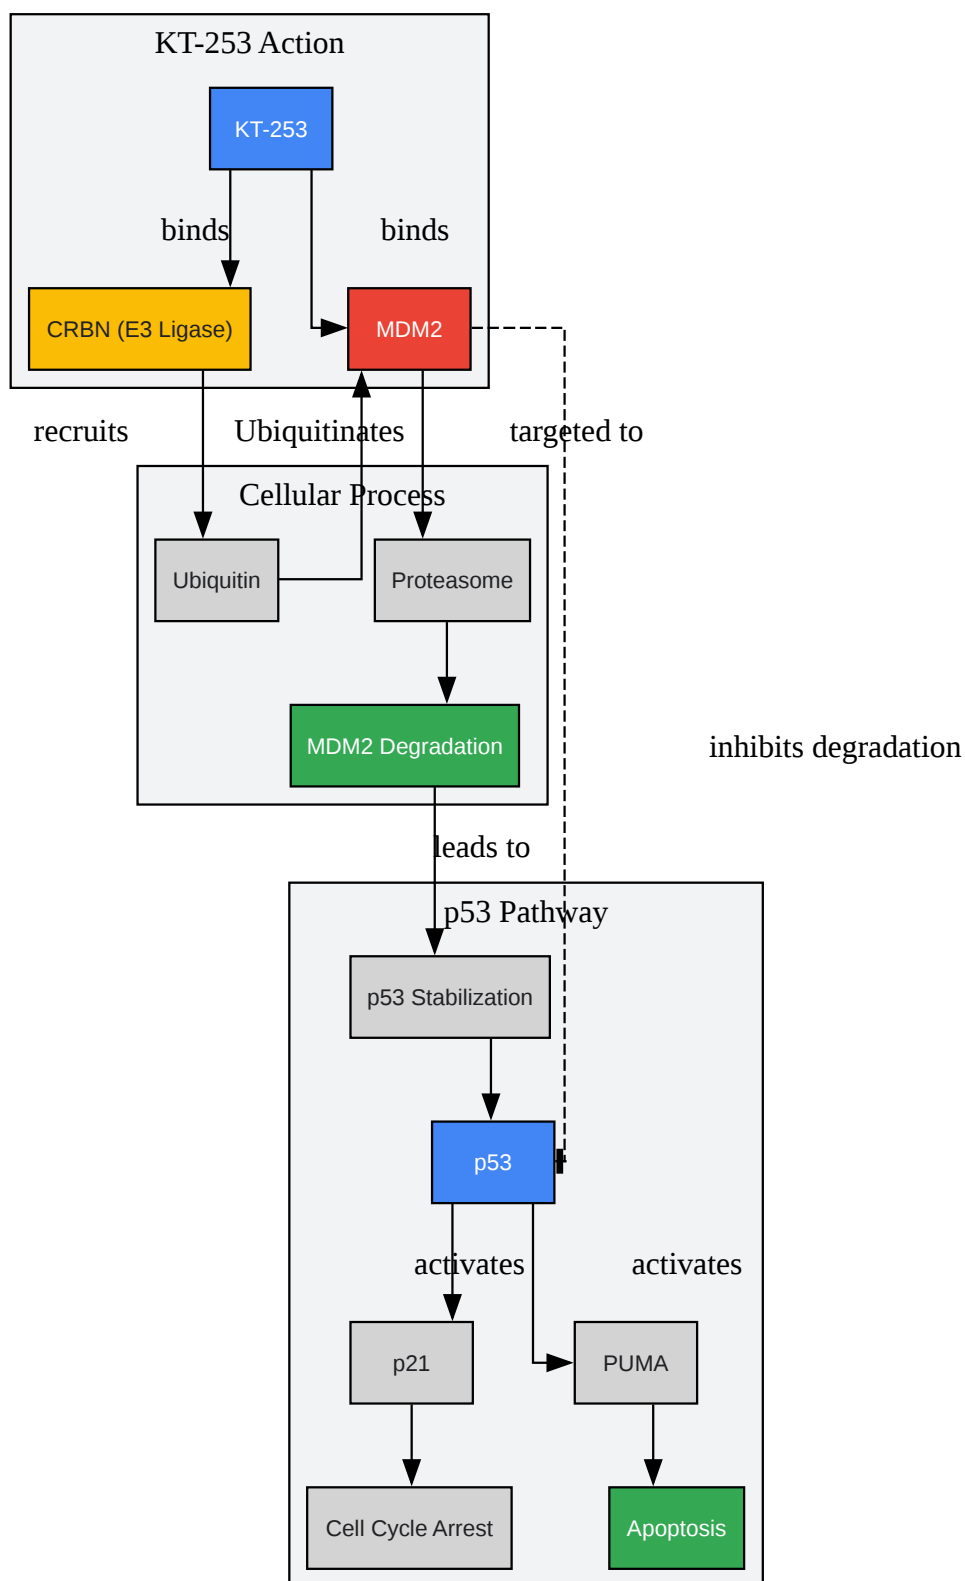 KT-253 Action
KT-253
binds
binds
CRBN (E3 Ligase)
MDM2
recruits
Ubiquitinates
targeted to
Cellular Process
Ubiquitin
Proteasome
MDM2 Degradation
inhibits degradation
leads to
p53 Pathway
p53 Stabilization
p53
activates
activates
p21
PUMA
Cell Cycle Arrest
Apoptosis